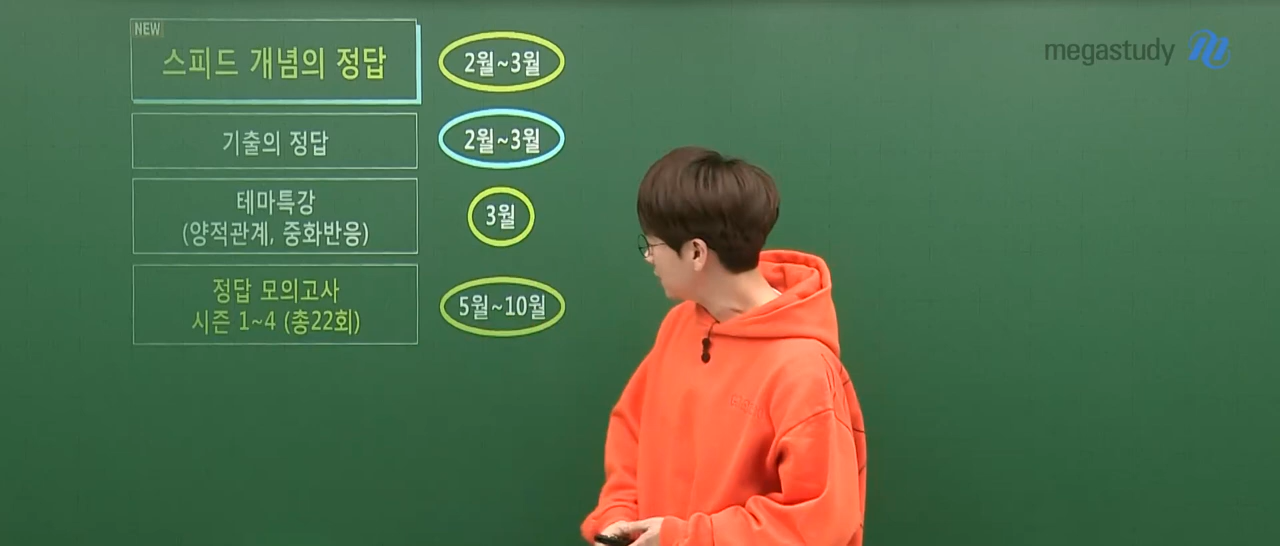 NEW
스피드 개념의 정답
2월~3월
기출의 정답
2월~3월
테마특강
(양적관계, 중화반응)
3월
정답 모의고사
시즌 1~4 (총22회)
5월~10월
megastudy